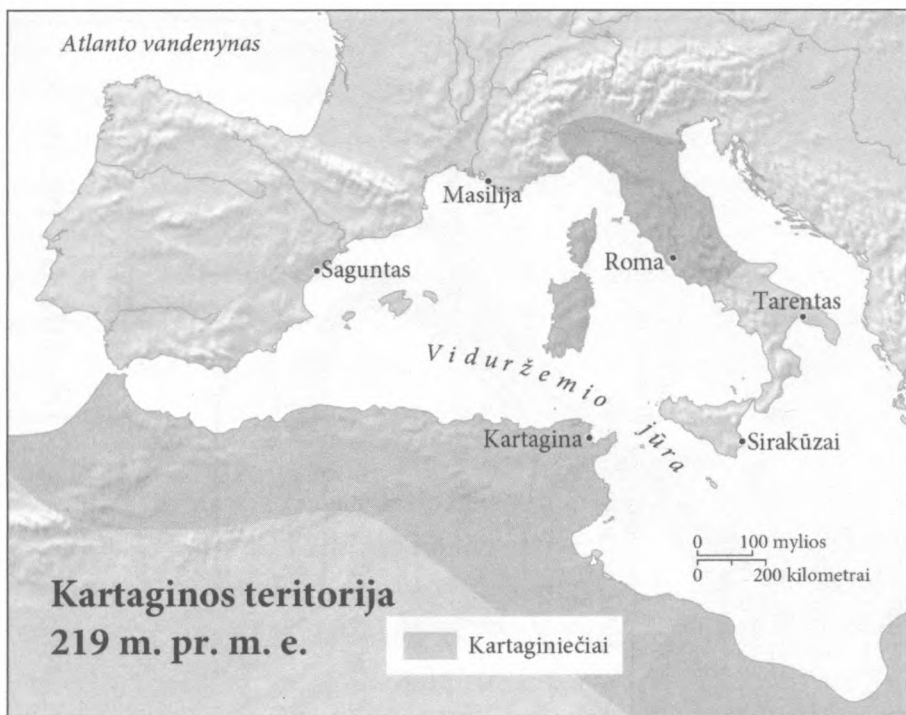 Atlanto vandenynas
Masilija
Saguntas
Roma
Tarentas
Viduržemio
jūra
Kartagina
Sirakūzai
0 100 mylios
0 200 kilometrai
Kartaginos teritorija
219 m. pr. m. e.
Kartaginiečiai